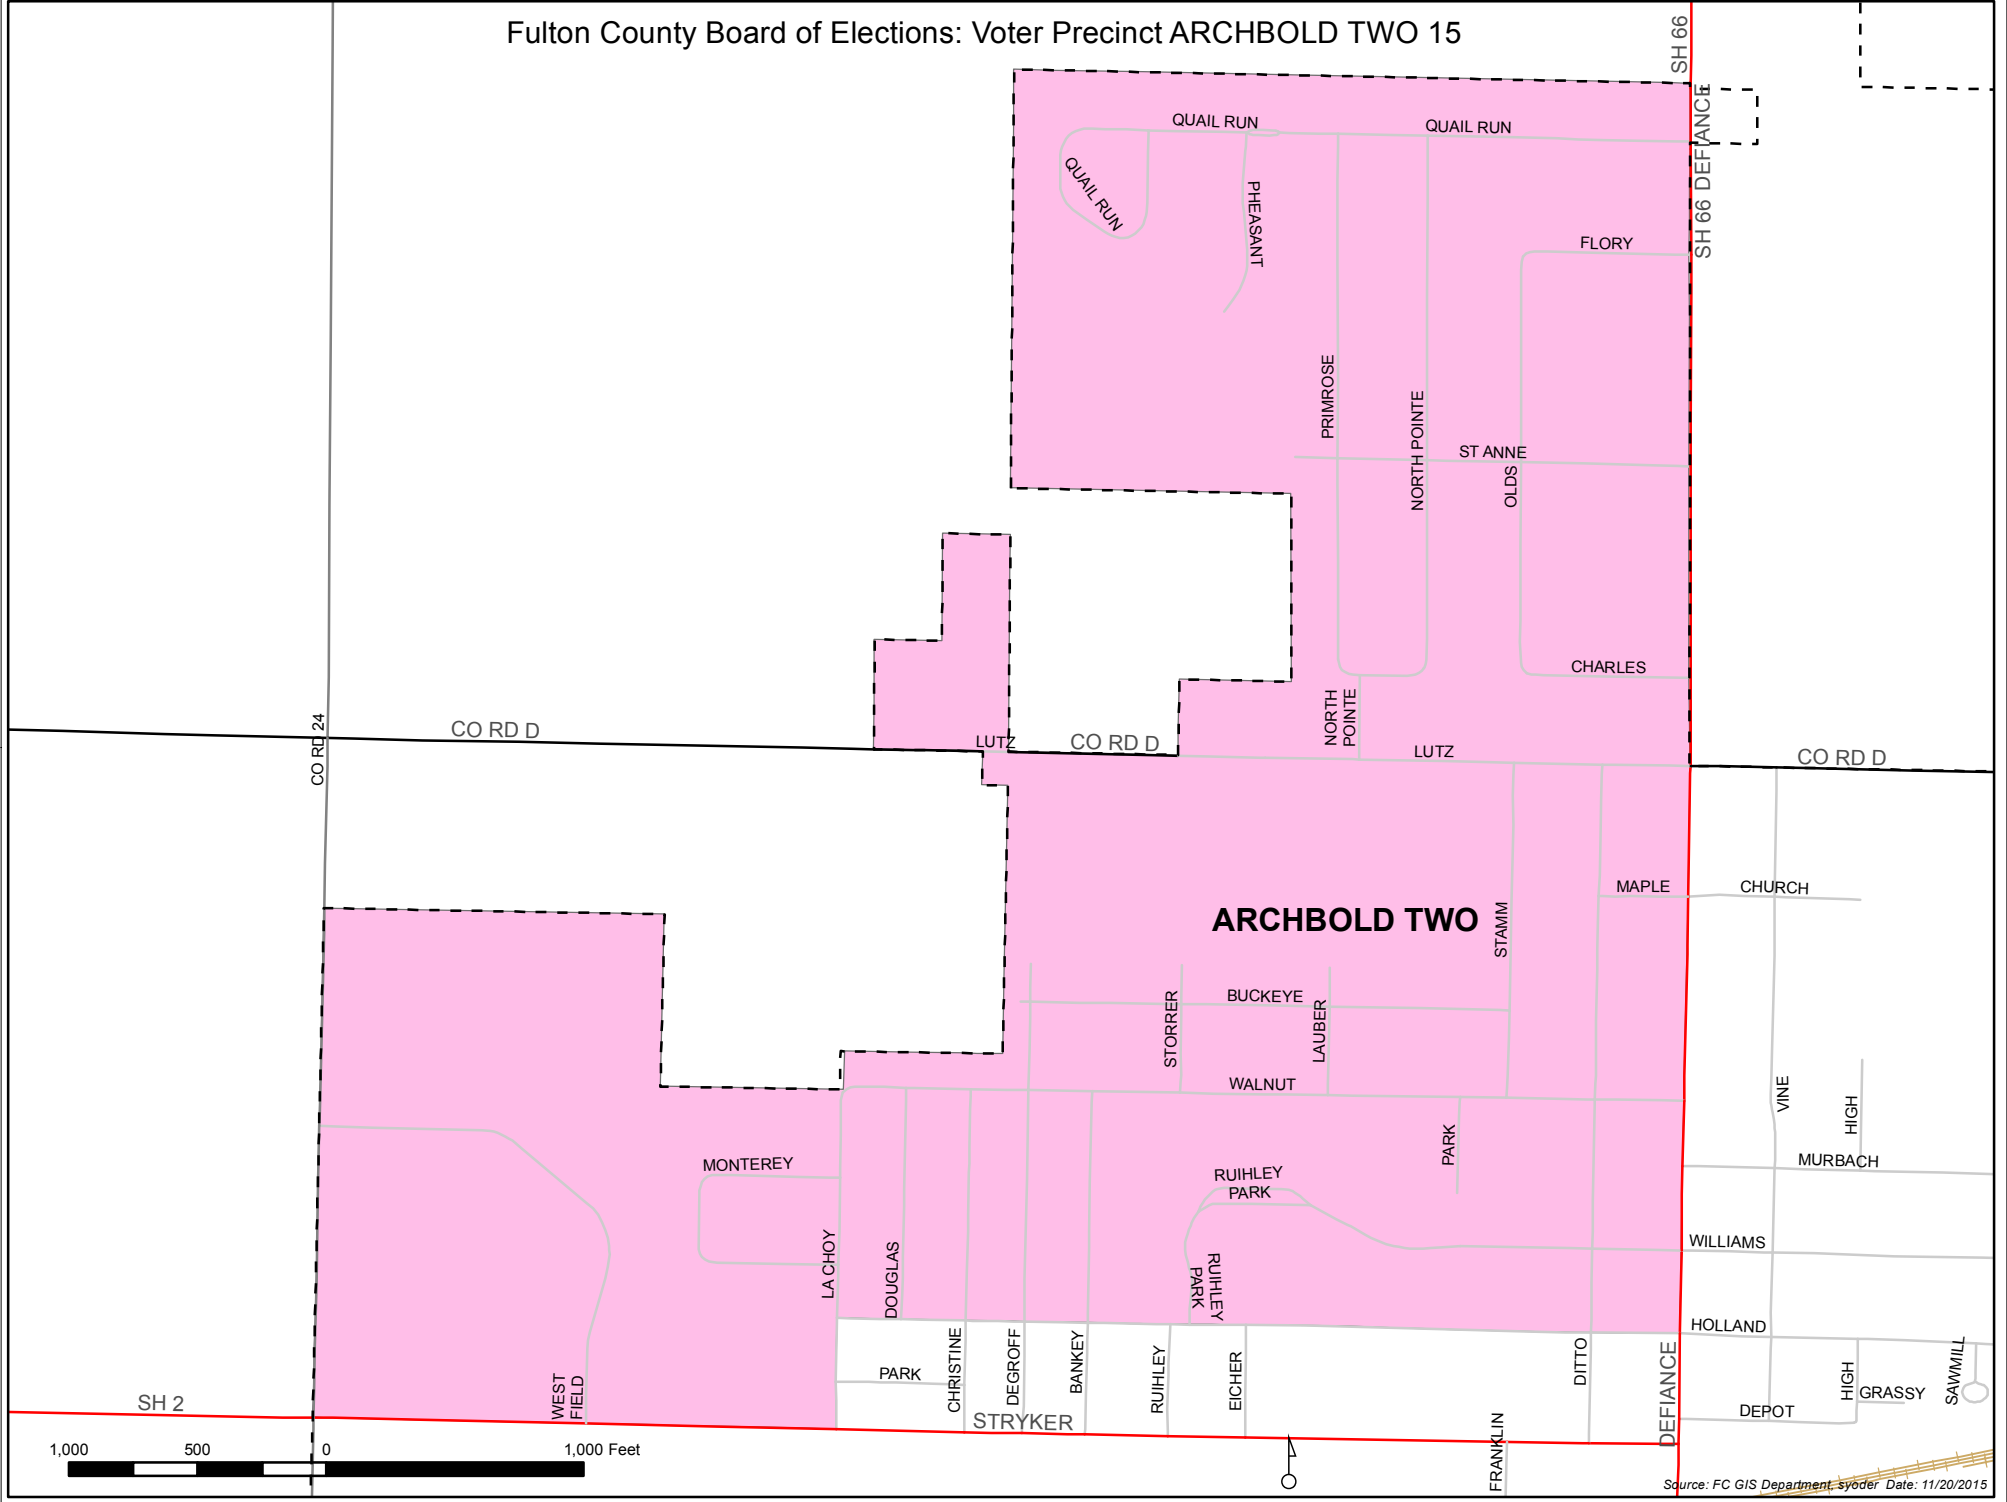 Fulton County Board of Elections: Voter Precinct ARCHBOLD TWO 15
SH 66
SH 66 DEFIANCE
QUAIL RUN
QUAIL RUN
QUAIL RUN
PHEASANT
FLORY
PRIMROSE
NORTH POINTE
ST ANNE
OLDS
CHARLES
NORTH
POINTE
CO RD 24
CO RD D
LUTZ
CO RD D
LUTZ
CO RD D
MAPLE
CHURCH
ARCHBOLD TWO
STAMM
BUCKEYE
STORRER
LAUBER
WALNUT
VINE
HIGH
PARK
MURBACH
MONTEREY
RUIHLEY
PARK
WILLIAMS
LA CHOY
DOUGLAS
RUIHLEY
PARK
HOLLAND
CHRISTINE
DEGROFF
BANKEY
RUIHLEY
EICHER
DITTO
DEFIANCE
PARK
WEST
FIELD
HIGH
GRASSY
SAWMILL
SH 2
STRYKER
DEPOT
FRANKLIN
1,000
500
0
1,000 Feet
Source: FC GIS Department, syoder Date: 11/20/2015